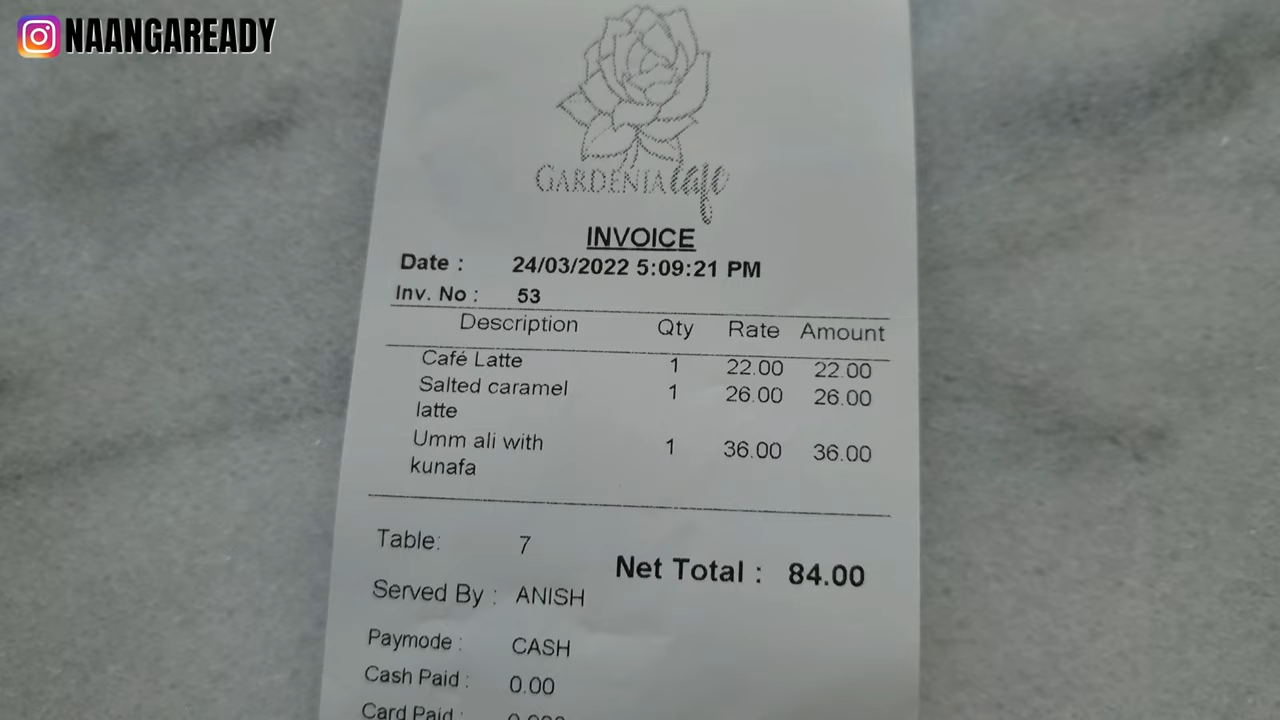 NAANGAREADY
GARDENIA cafe
INVOICE
Date : 24/03/2022 5:09:21 PM
Inv. No : 53
Description Qty Rate Amount
Café Latte 1 22.00 22.00
Salted caramel 1 26.00 26.00
latte
Umm ali with 1 36.00 36.00
kunafa
Table: 7
Net Total : 84.00
Served By : ANISH
Paymode : CASH
Cash Paid : 0.00
Card Paid :